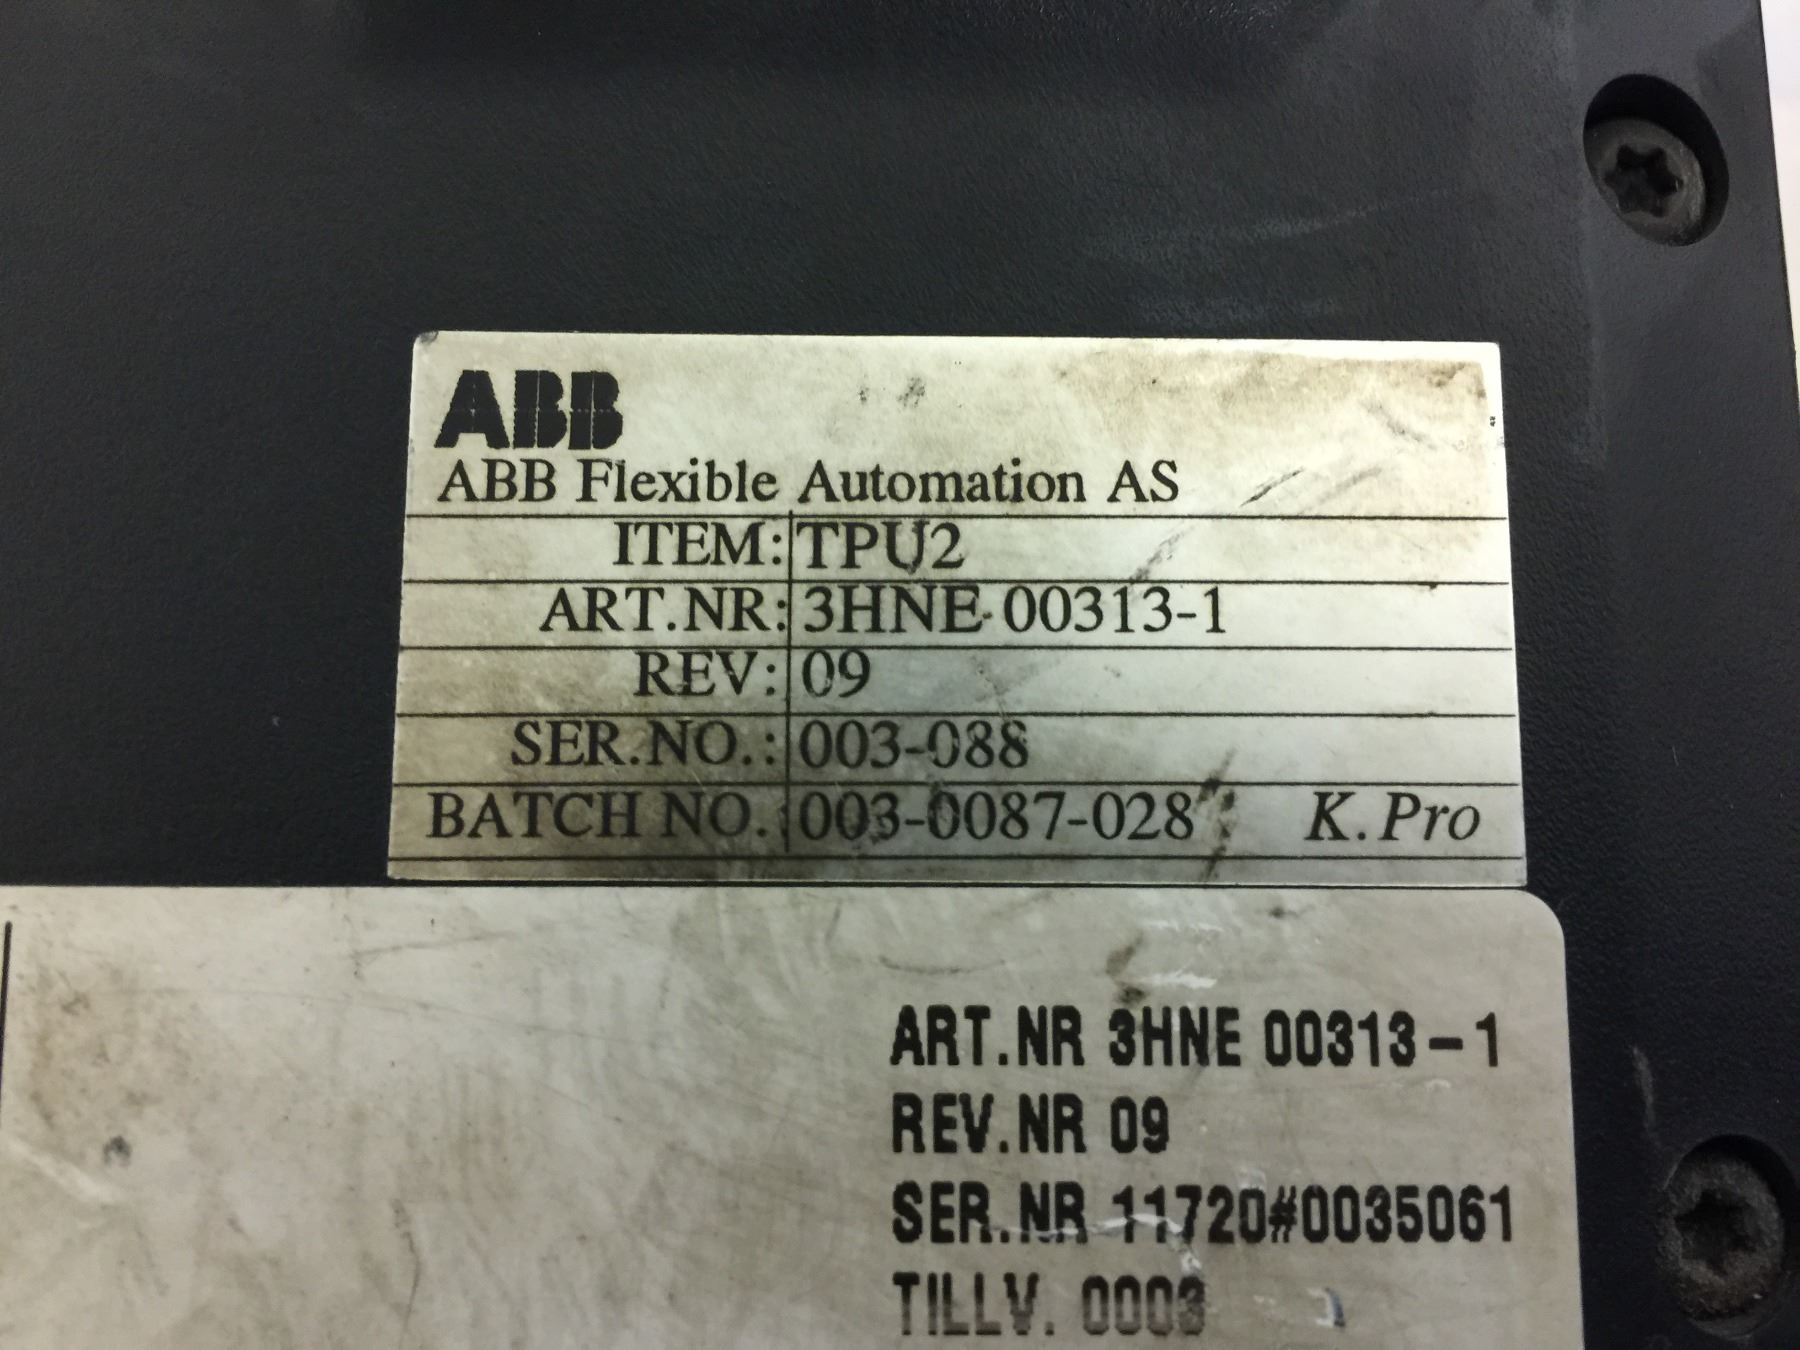 ABB
ABB Flexible Automation AS
ITEM: TPU2
ART.NR: 3HNE 00313-1
REV: 09
SER.NO.: 003-088
BATCH NO. 003-0087-028 K.Pro
ART.NR 3HNE 00313-1
REV.NR 09
SER.NR 11720#0035061
TILLV. 0003